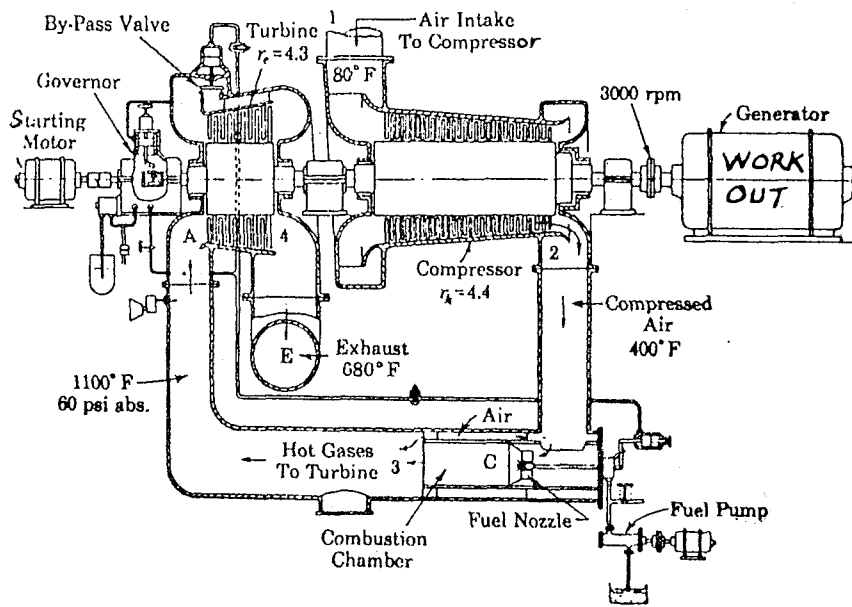 By-Pass Valve
Turbine
r_e = 4.3
1
Air Intake
To Compressor
80° F
Governor
Starting
Motor
3000 rpm
Generator
WORK
OUT
A
4
2
Compressor
r_k = 4.4
Compressed
Air
400° F
E
Exhaust
680° F
1100° F
60 psi abs.
Air
Hot Gases
To Turbine
3
C
Fuel Nozzle
Fuel Pump
Combustion
Chamber